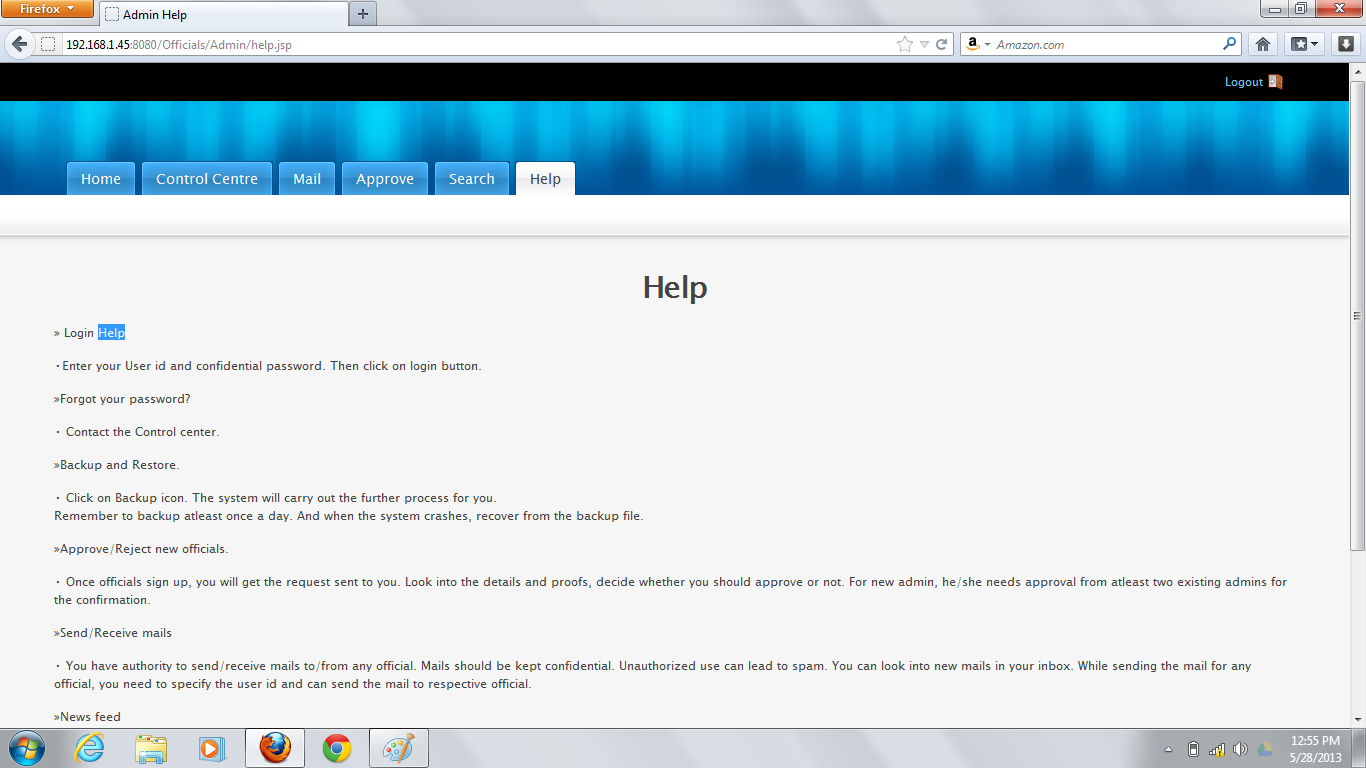 Firefox
Admin Help
192.168.1.45:8080/Officials/Admin/help.jsp
Amazon.com
Logout
Home
Control Centre
Mail
Approve
Search
Help
Help
» Login Help
· Enter your User id and confidential password. Then click on login button.
»Forgot your password?
· Contact the Control center.
»Backup and Restore.
· Click on Backup icon. The system will carry out the further process for you.
Remember to backup atleast once a day. And when the system crashes, recover from the backup file.
»Approve/Reject new officials.
· Once officials sign up, you will get the request sent to you. Look into the details and proofs, decide whether you should approve or not. For new admin, he/she needs approval from atleast two existing admins for
the confirmation.
»Send/Receive mails
· You have authority to send/receive mails to/from any official. Mails should be kept confidential. Unauthorized use can lead to spam. You can look into new mails in your inbox. While sending the mail for any
official, you need to specify the user id and can send the mail to respective official.
»News feed
12:55 PM
5/28/2013